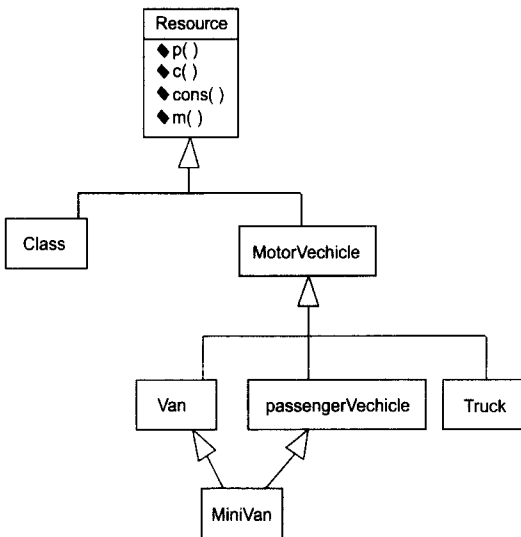 Resource
p( )
c( )
cons( )
m( )
Class
MotorVechicle
Van
passengerVechicle
Truck
MiniVan